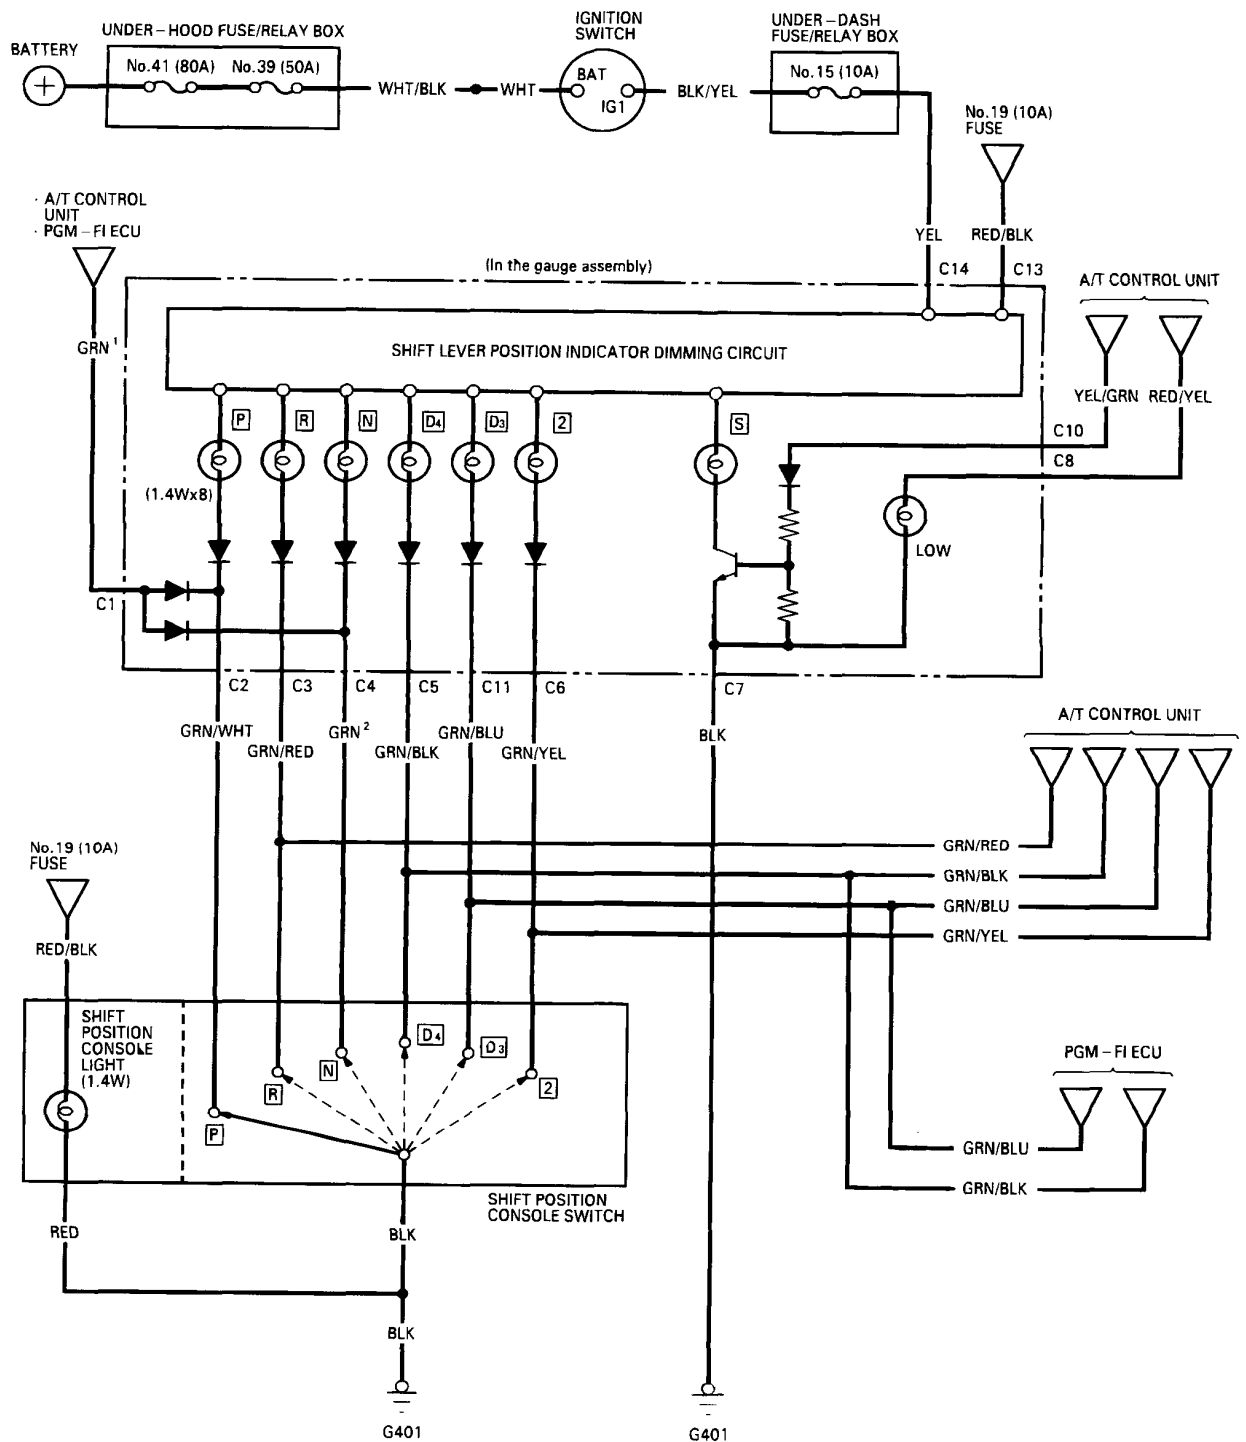 UNDER-HOOD FUSE/RELAY BOX
IGNITION
SWITCH
UNDER-DASH
FUSE/RELAY BOX
BATTERY
No.41 (80A) No.39 (50A)
BAT
IG1
No.15 (10A)
WHT/BLK
WHT
BLK/YEL
No.19 (10A)
FUSE
· A/T CONTROL
UNIT
· PGM-FI ECU
YEL
RED/BLK
(In the gauge assembly)
C14
C13
A/T CONTROL UNIT
GRN1
SHIFT LEVER POSITION INDICATOR DIMMING CIRCUIT
YEL/GRN RED/YEL
P
R
N
D4
D3
2
S
C10
C8
(1.4Wx8)
LOW
C1
C2
C3
C4
C5
C11
C6
C7
GRN/WHT
GRN/RED
GRN2
GRN/BLK
GRN/BLU
GRN/YEL
BLK
A/T CONTROL UNIT
No.19 (10A)
FUSE
GRN/RED
GRN/BLK
GRN/BLU
GRN/YEL
RED/BLK
SHIFT
POSITION
CONSOLE
LIGHT
(1.4W)
P
R
N
D4
D3
2
PGM-FI ECU
GRN/BLU
GRN/BLK
SHIFT POSITION
CONSOLE SWITCH
RED
BLK
BLK
G401
G401